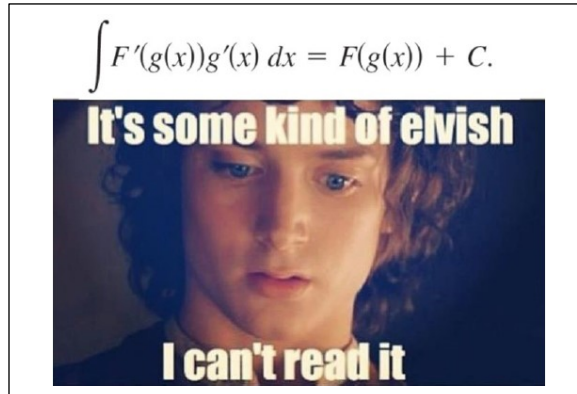 ∫F′(g(x))g′(x) dx = F(g(x)) + C.
It's some kind of elvish
I can't read it